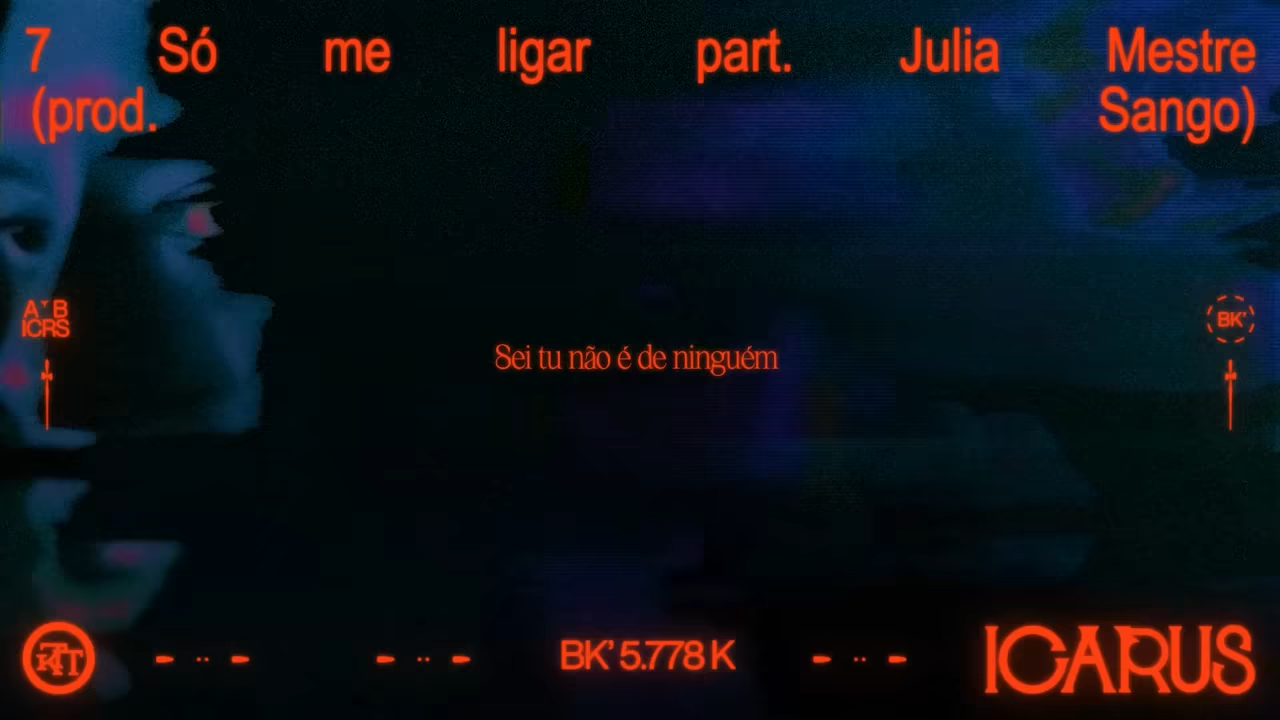 7 Só me ligar part. Julia Mestre
(prod. Sango)
A B
ICRS
BK'
Sei tu não é de ninguém
BK' 5.778 K
ICARUS